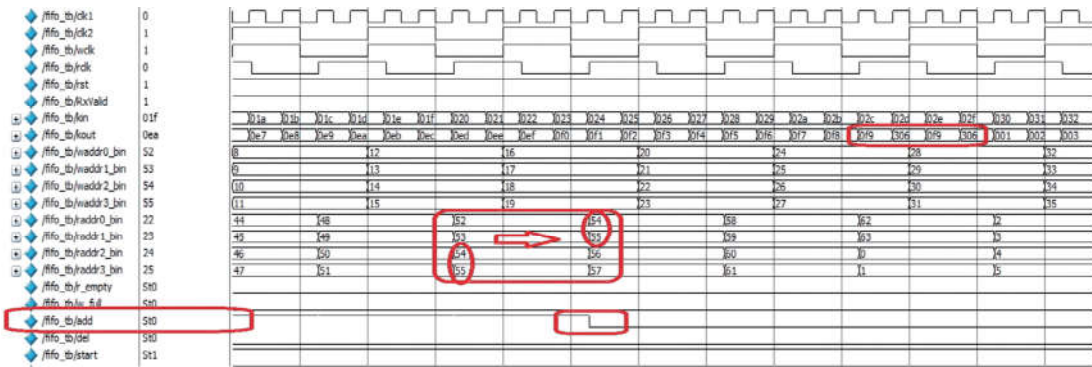 /fifo_tb/clk1 0
/fifo_tb/clk2 1
/fifo_tb/wclk 1
/fifo_tb/rclk 0
/fifo_tb/rst 1
/fifo_tb/RxValid 1
/fifo_tb/kin 01f 01a 01b 01c 01d 01e 01f 020 021 022 023 024 025 026 027 028 029 02a 02b 02c 02d 02e 02f 030 031 032
/fifo_tb/kout 0ea 0e7 0e8 0e9 0ea 0eb 0ec 0ed 0ee 0ef 0f0 0f1 0f2 0f3 0f4 0f5 0f6 0f7 0f8 0f9 306 0f9 306 001 002 003
/fifo_tb/waddr0_bin 52 8 12 16 20 24 28 32
/fifo_tb/waddr1_bin 53 9 13 17 21 25 29 33
/fifo_tb/waddr2_bin 54 10 14 18 22 26 30 34
/fifo_tb/waddr3_bin 55 11 15 19 23 27 31 35
/fifo_tb/raddr0_bin 22 44 48 52 54 58 62 2
/fifo_tb/raddr1_bin 23 45 49 53 55 59 63 3
/fifo_tb/raddr2_bin 24 46 50 54 56 60 0 4
/fifo_tb/raddr3_bin 25 47 51 55 57 61 1 5
/fifo_tb/r_empty St0
/fifo_tb/w_full St0
/fifo_tb/add St0
/fifo_tb/del St0
/fifo_tb/start St1